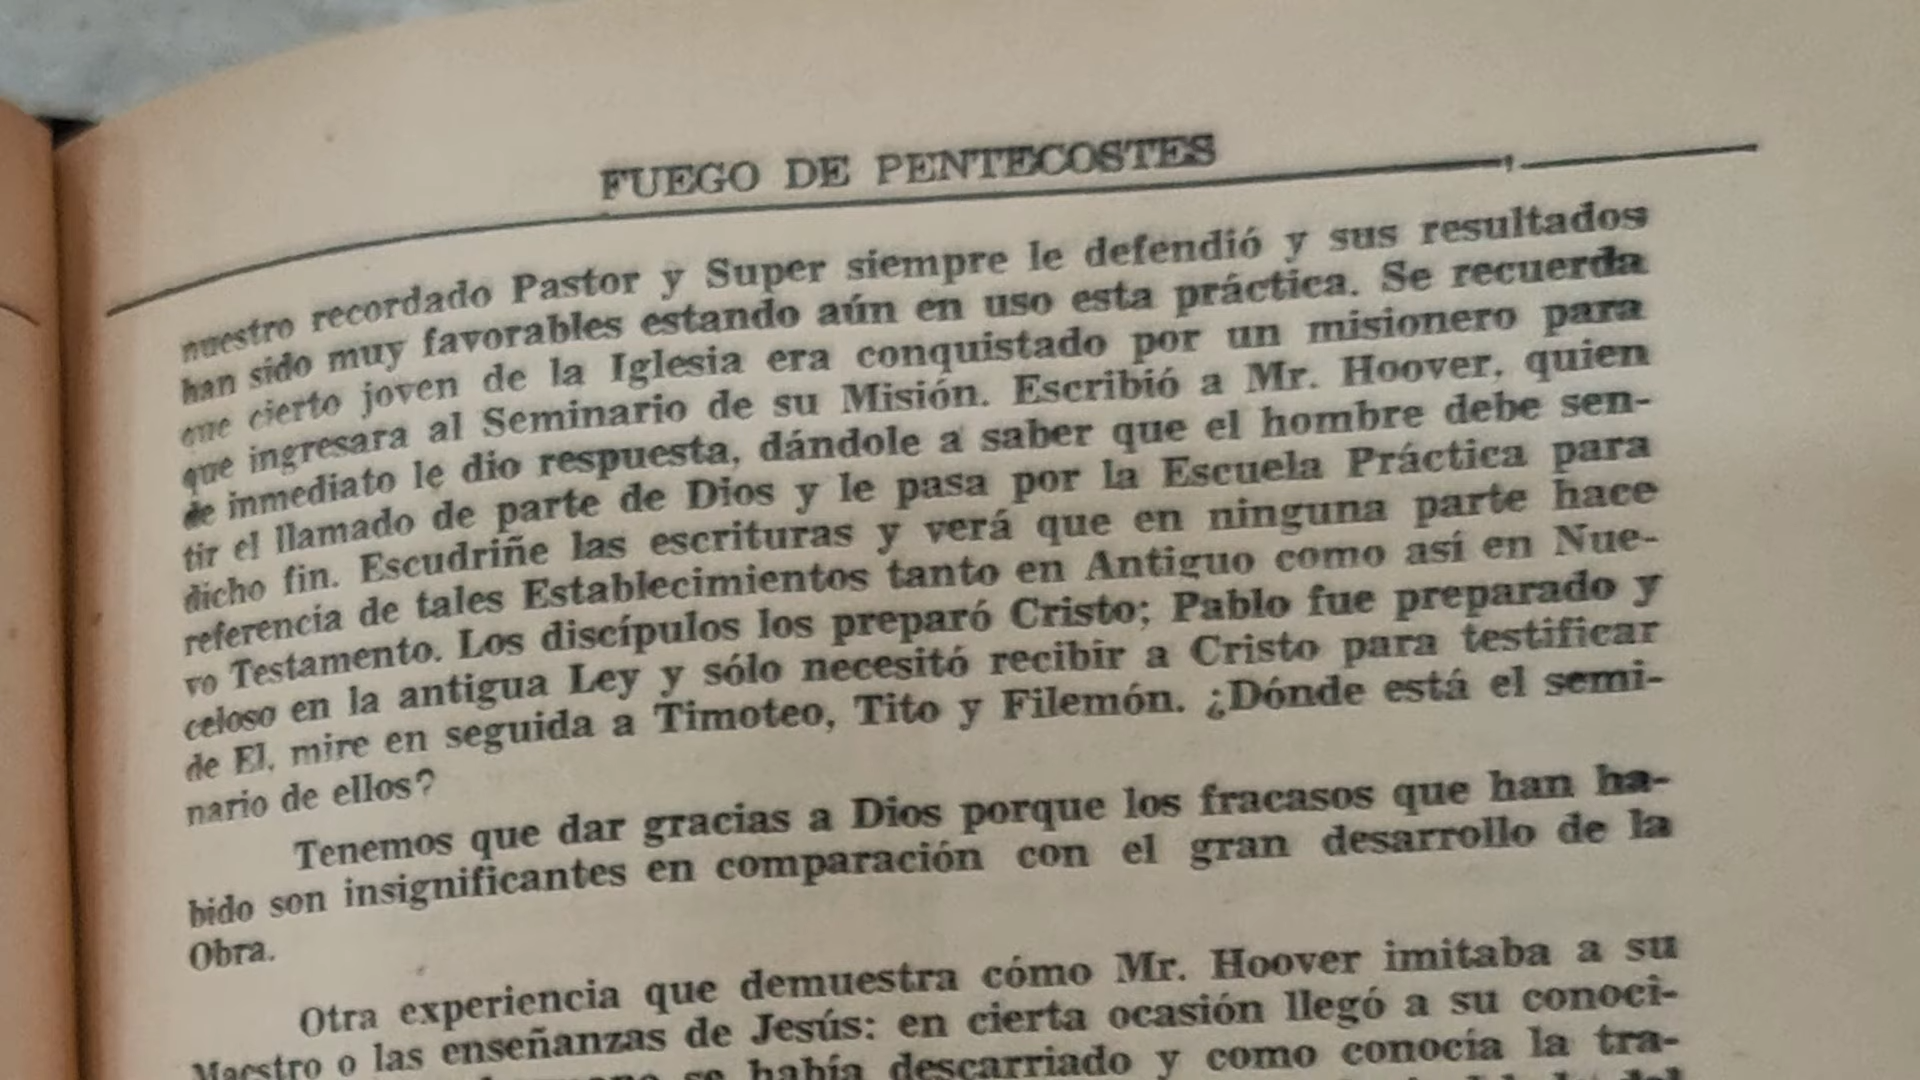 FUEGO DE PENTECOSTES
nuestro recordado Pastor y Super siempre le defendió y sus resultados
han sido muy favorables estando aún en uso esta práctica. Se recuerda
que cierto joven de la Iglesia era conquistado por un misionero para
que ingresara al Seminario de su Misión. Escribió a Mr. Hoover, quien
de inmediato le dio respuesta, dándole a saber que el hombre debe sen-
tir el llamado de parte de Dios y le pasa por la Escuela Práctica para
dicho fin. Escudriñe las escrituras y verá que en ninguna parte hace
referencia de tales Establecimientos tanto en Antiguo como así en Nue-
vo Testamento. Los discípulos los preparó Cristo; Pablo fue preparado y
celoso en la antigua Ley y sólo necesitó recibir a Cristo para testificar
de El, mire en seguida a Timoteo, Tito y Filemón. ¿Dónde está el semi-
nario de ellos?
Tenemos que dar gracias a Dios porque los fracasos que han ha-
bido son insignificantes en comparación con el gran desarrollo de la
Obra.
Otra experiencia que demuestra cómo Mr. Hoover imitaba a su
Maestro o las enseñanzas de Jesús: en cierta ocasión llegó a su conoci-
se había descarriado y como conocía la tra-